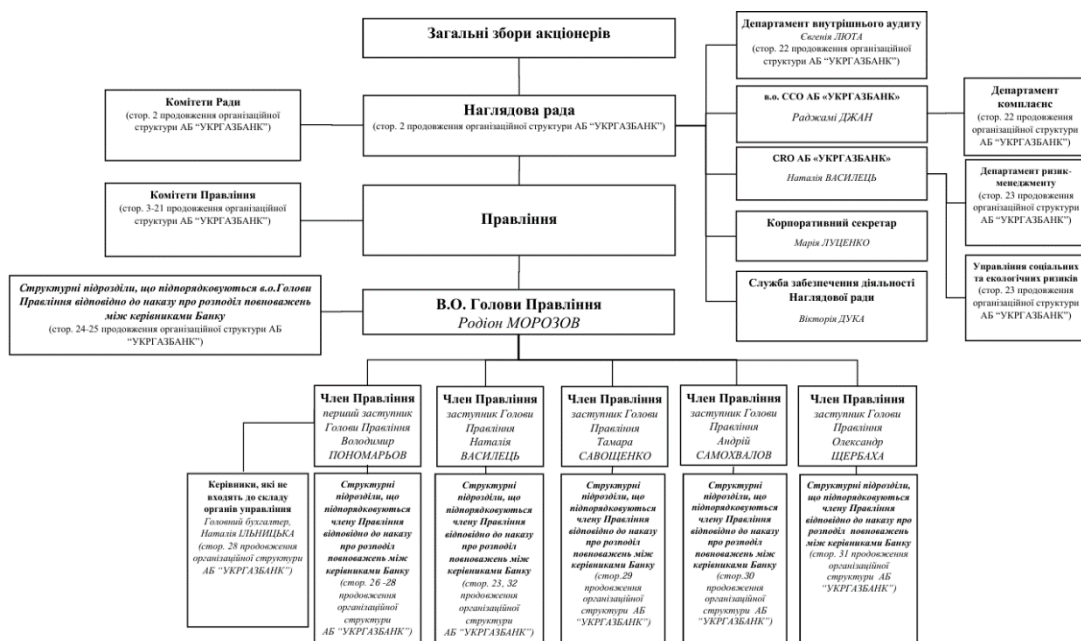 Загальні збори акціонерів
Комітети Ради
(стор. 2 продовження організаційної
структури АБ “УКРГАЗБАНК”)
Наглядова рада
(стор. 2 продовження організаційної структури АБ “УКРГАЗБАНК”)
Комітети Правління
(стор. 3-21 продовження організаційної
структури АБ “УКРГАЗБАНК”)
Правління
Структурні підрозділи, що підпорядковуються в.о.Голови
Правління відповідно до наказу про розподіл повноважень
між керівниками Банку
(стор. 24-25 продовження організаційної структури АБ
“УКРГАЗБАНК”)
В.О. Голови Правління
Родіон МОРОЗОВ
Департамент внутрішнього аудиту
Євгенія ЛЮТА
(стор. 22 продовження організаційної
структури АБ “УКРГАЗБАНК”)
в.о. ССО АБ «УКРГАЗБАНК»
Раджамі ДЖАН
CRO АБ «УКРГАЗБАНК»
Наталія ВАСИЛЕЦЬ
Корпоративний секретар
Марія ЛУЦЕНКО
Служба забезпечення діяльності
Наглядової ради
Вікторія ДУКА
Департамент
комплаєнс
(стор. 22 продовження
організаційної структури
АБ “УКРГАЗБАНК”)
Департамент ризик-
менеджменту
(стор. 23 продовження
організаційної структури
АБ “УКРГАЗБАНК”)
Управління соціальних
та екологічних ризиків
(стор. 23 продовження
організаційної структури
АБ “УКРГАЗБАНК”)
Член Правління
перший заступник
Голови Правління
Володимир
ПОНОМАРЬОВ
Член Правління
заступник Голови
Правління
Наталія
ВАСИЛЕЦЬ
Член Правління
заступник Голови
Правління
Тамара
САВОЩЕНКО
Член Правління
заступник Голови
Правління
Андрій
САМОХВАЛОВ
Член Правління
заступник Голови
Правління
Олександр
ЩЕРБАХА
Керівники, які не
входять до складу
органів управління
Головний бухгалтер,
Наталія ІЛЬНИЦЬКА
(стор. 28 продовження
організаційної структури
АБ “УКРГАЗБАНК”)
Структурні
підрозділи, що
підпорядковуються
члену Правління
відповідно до наказу
про розподіл
повноважень між
керівниками Банку
(стор. 26 -28
продовження
організаційної
структури
АБ “УКРГАЗБАНК”)
Структурні
підрозділи, що
підпорядковуються
члену Правління
відповідно до наказу
про розподіл
повноважень між
керівниками Банку
(стор. 23, 32
продовження
організаційної
структури
АБ “УКРГАЗБАНК”)
Структурні
підрозділи, що
підпорядковуються
члену Правління
відповідно до наказу
про розподіл
повноважень між
керівниками Банку
(стор.29
продовження
організаційної
структури АБ
“УКРГАЗБАНК”)
Структурні
підрозділи, що
підпорядковуються
члену Правління
відповідно до наказу
про розподіл
повноважень між
керівниками Банку
(стор.30
продовження
організаційної
структури АБ
“УКРГАЗБАНК”)
Структурні підрозділи, що
підпорядковуються
члену Правління
відповідно до наказу про
розподіл повноважень
між керівниками Банку
(стор. 31 продовження
організаційної
структури АБ
“УКРГАЗБАНК”)